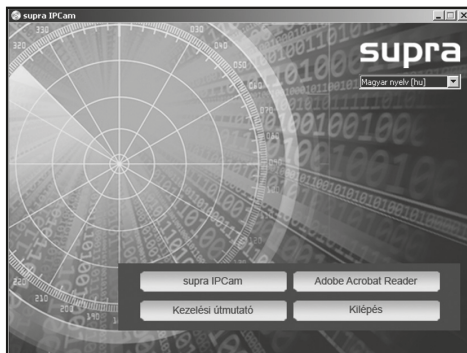 supra IPCam
supra
Magyar nyelv [hu]
supra IPCam
Adobe Acrobat Reader
Kezelési útmutató
Kilépés